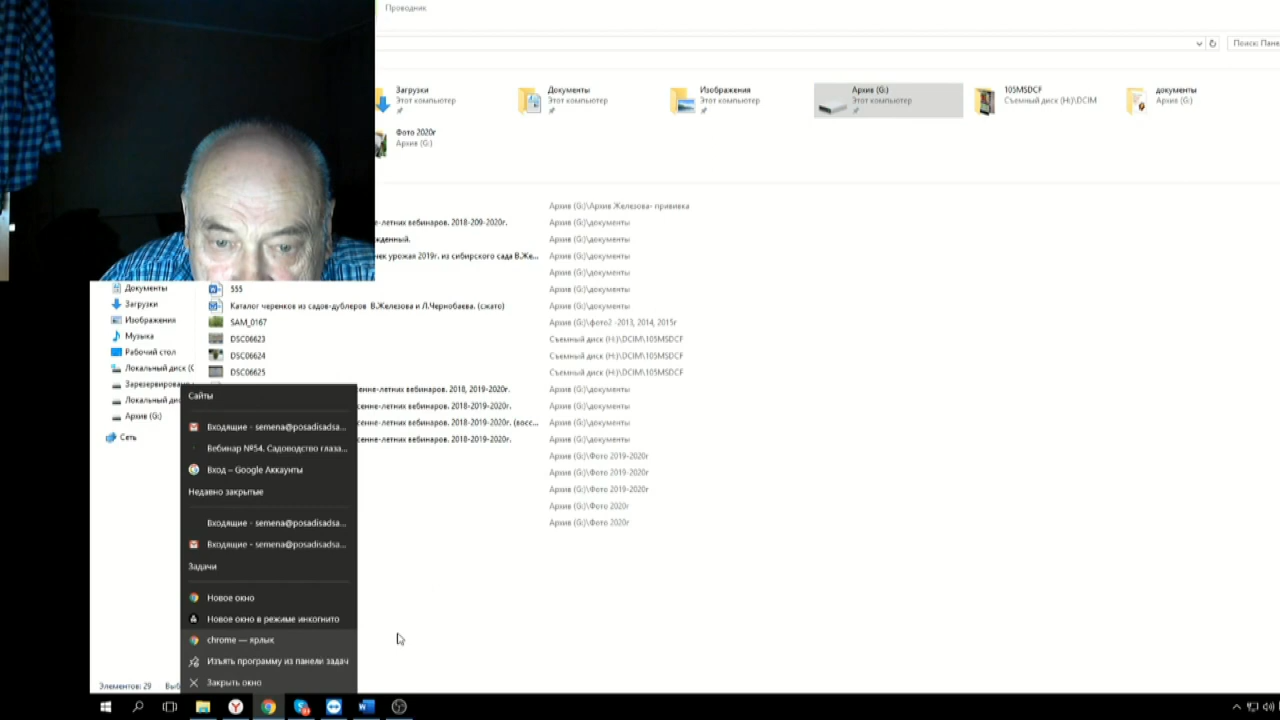 Проводник
Поиск: Пане
Загрузки
Этот компьютер
Документы
Этот компьютер
Изображения
Этот компьютер
Архив (G:)
Этот компьютер
105MSDCF
Съемный диск (H:)\DCIM
документы
Архив (G:)
Фото 2020г
Архив (G:)
Архив (G:)\Архив Железова- прививка
е-летних вебинаров. 2018-209-2020г. Архив (G:)\документы
жденный. Архив (G:)\документы
нек урожая 2019г. из сибирского сада В.Же... Архив (G:)\документы
Архив (G:)\документы
555 Архив (G:)\документы
Каталог черенков из садов-дублеров В.Железова и Л.Чернобаева. (сжато) Архив (G:)\документы
SAM_0167 Архив (G:)\фото2 -2013, 2014, 2015г
DSC06623 Съемный диск (H:)\DCIM\105MSDCF
DSC06624 Съемный диск (H:)\DCIM\105MSDCF
DSC06625 Съемный диск (H:)\DCIM\105MSDCF
сенне-летних вебинаров. 2018, 2019-2020г. Архив (G:)\документы
сенне-летних вебинаров. 2018-2019-2020г. Архив (G:)\документы
сенне-летних вебинаров. 2018-2019-2020г. (восс... Архив (G:)\документы
сенне-летних вебинаров. 2018-2019-2020г. Архив (G:)\документы
Архив (G:)\Фото 2019-2020г
Архив (G:)\Фото 2019-2020г
Архив (G:)\Фото 2019-2020г
Архив (G:)\Фото 2020г
Архив (G:)\Фото 2020г
Документы
Загрузки
Изображения
Музыка
Рабочий стол
Локальный диск (C
Зарезервирован
Локальный дис
Архив (G:)
Сеть
Сайты
Входящие - semena@posadisadsa...
Вебинар №54. Садоводство глаза...
Вход – Google Аккаунты
Недавно закрытые
Входящие - semena@posadisadsa...
Входящие - semena@posadisadsa...
Задачи
Новое окно
Новое окно в режиме инкогнито
chrome — ярлык
Изъять программу из панели задач
Закрыть окно
Элементов: 29 Выб